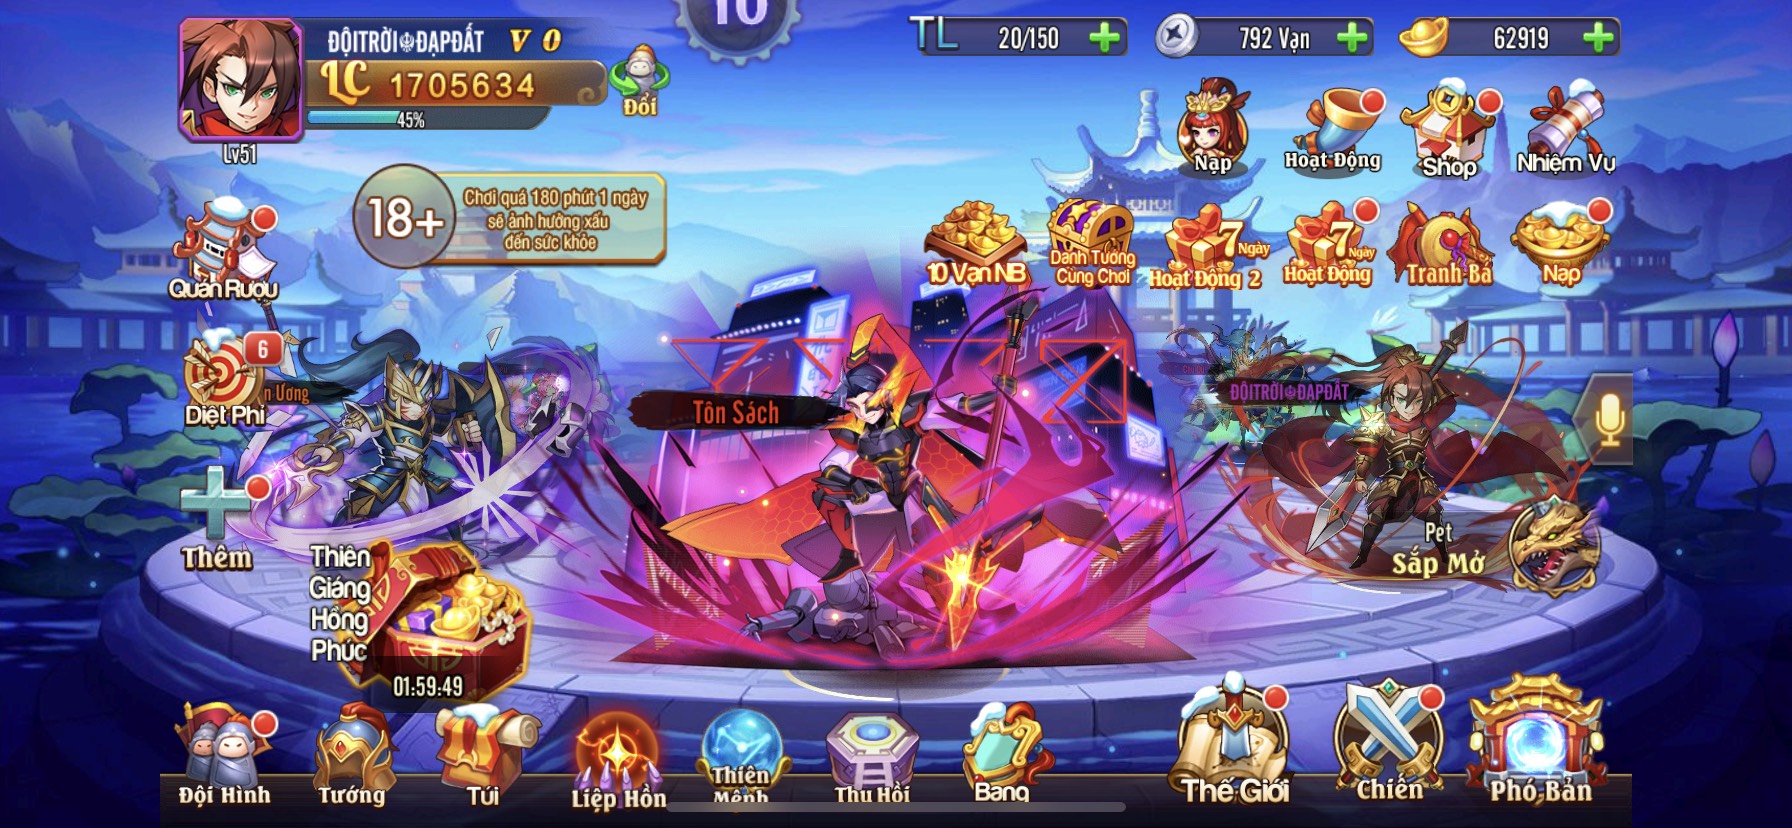 10
ĐỘITRỜI ĐẠPĐẤT V 0
LC 1705634
45%
Lv51
Đổi
TL 20/150
792 Vạn
62919
18+
Chơi quá 180 phút 1 ngày
sẽ ảnh hưởng xấu
đến sức khỏe
Nạp
Hoạt Động
Shop
Nhiệm Vụ
10 Vạn NB
Danh Tướng
Cùng Chơi
7 Ngày
Hoạt Động 2
7 Ngày
Hoạt Động
Tranh Bá
Nạp
Quán Rượu
6
Diệt Phỉ
n Ương
Thêm
Tôn Sách
ĐỘITRỜI ĐẠPĐẤT
Pet
Sắp Mở
Thiên
Giáng
Hồng
Phúc
01:59:49
Đội Hình
Tướng
Túi
Liệp Hồn
Thiên
Mệnh
Thu Hồi
Bang
Thế Giới
Chiến
Phó Bản